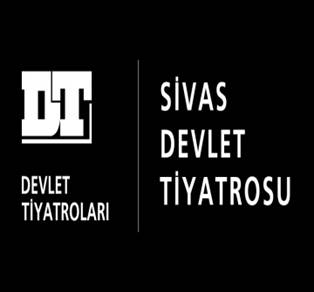 DT
DEVLET
TİYATROLARI
SİVAS
DEVLET
TİYATROSU